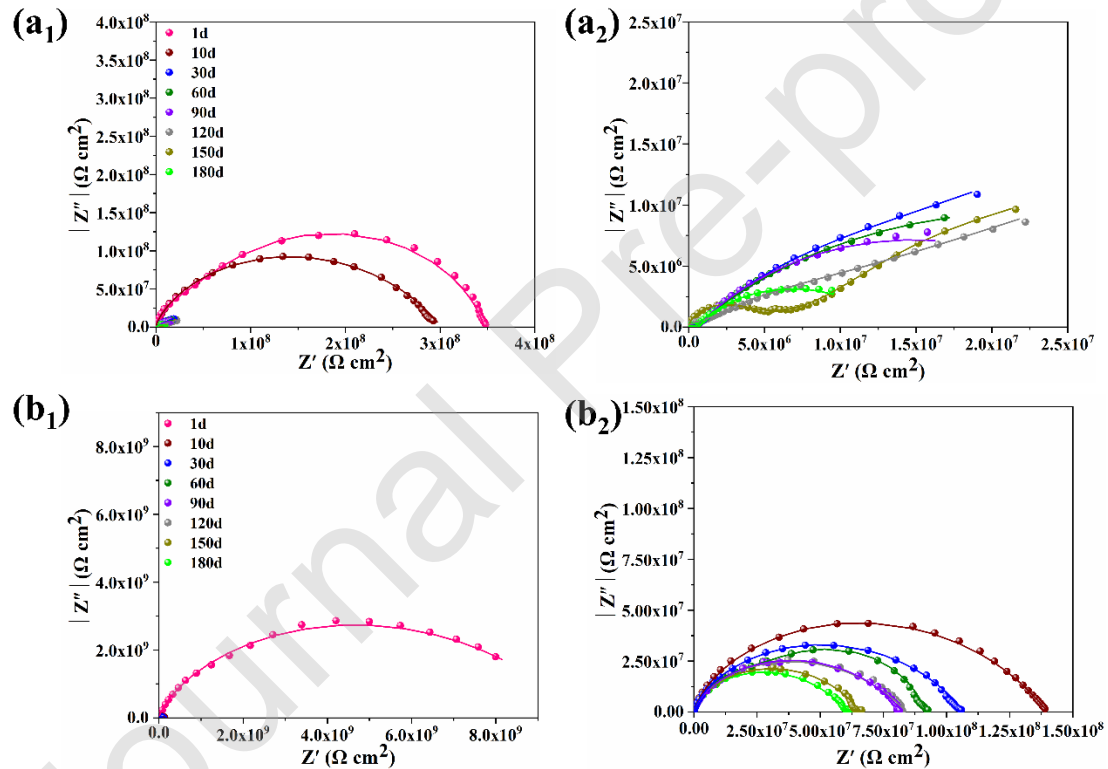 (a1)
4.0x10^8
3.5x10^8
3.0x10^8
2.5x10^8
2.0x10^8
1.5x10^8
1.0x10^8
5.0x10^7
0.0
1x10^8 2x10^8 3x10^8 4x10^8
|Z″| (Ω cm²)
Z′ (Ω cm²)
1d
10d
30d
60d
90d
120d
150d
180d
(a2)
2.5x10^7
2.0x10^7
1.5x10^7
1.0x10^7
5.0x10^6
0.0
0.0 5.0x10^6 1.0x10^7 1.5x10^7 2.0x10^7 2.5x10^7
|Z″| (Ω cm²)
Z′ (Ω cm²)
(b1)
8.0x10^9
6.0x10^9
4.0x10^9
2.0x10^9
0.0
0.0 2.0x10^9 4.0x10^9 6.0x10^9 8.0x10^9
|Z″| (Ω cm²)
Z′ (Ω cm²)
1d
10d
30d
60d
90d
120d
150d
180d
(b2)
1.50x10^8
1.25x10^8
1.00x10^8
7.50x10^7
5.00x10^7
2.50x10^7
0.00
0.00 2.50x10^7 5.00x10^7 7.50x10^7 1.00x10^8 1.25x10^8 1.50x10^8
|Z″| (Ω cm²)
Z′ (Ω cm²)
Journal Pre-pro